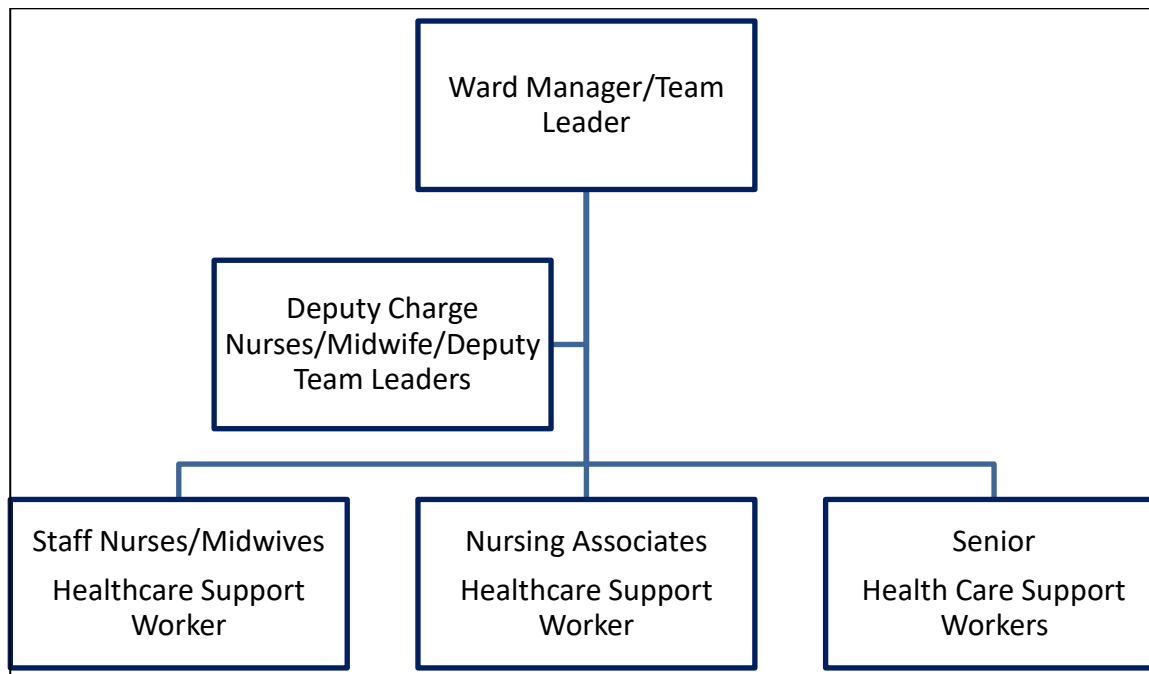 Ward Manager/Team
Leader
Deputy Charge
Nurses/Midwife/Deputy
Team Leaders
Staff Nurses/Midwives
Healthcare Support
Worker
Nursing Associates
Healthcare Support
Worker
Senior
Health Care Support
Workers